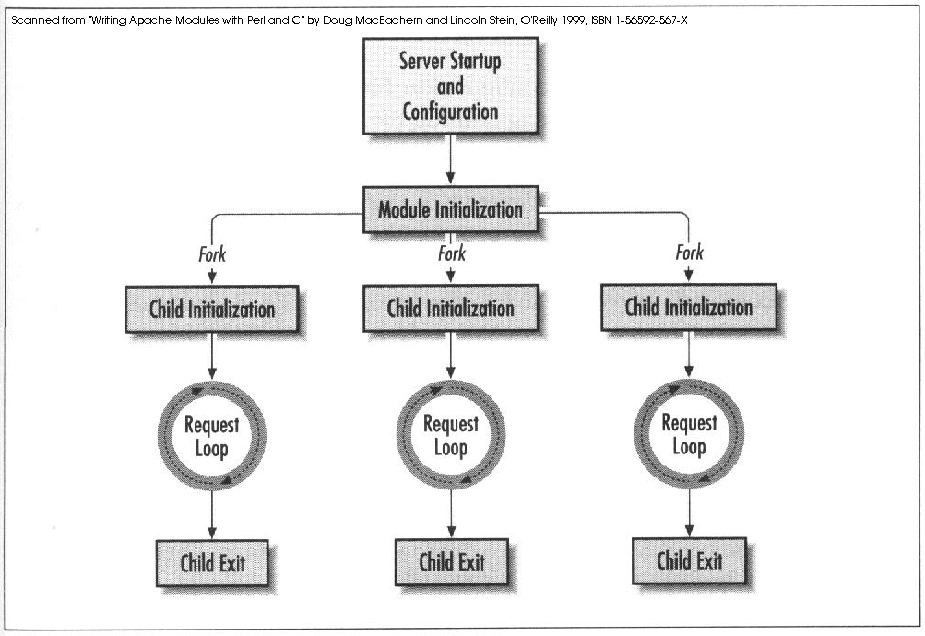 Scanned from "Writing Apache Modules with Perl and C" by Doug MacEachern and Lincoln Stein, O'Reilly 1999, ISBN 1-56592-567-X
Server Startup
and
Configuration
Module Initialization
Fork
Fork
Fork
Child Initialization
Child Initialization
Child Initialization
Request
Loop
Request
Loop
Request
Loop
Child Exit
Child Exit
Child Exit